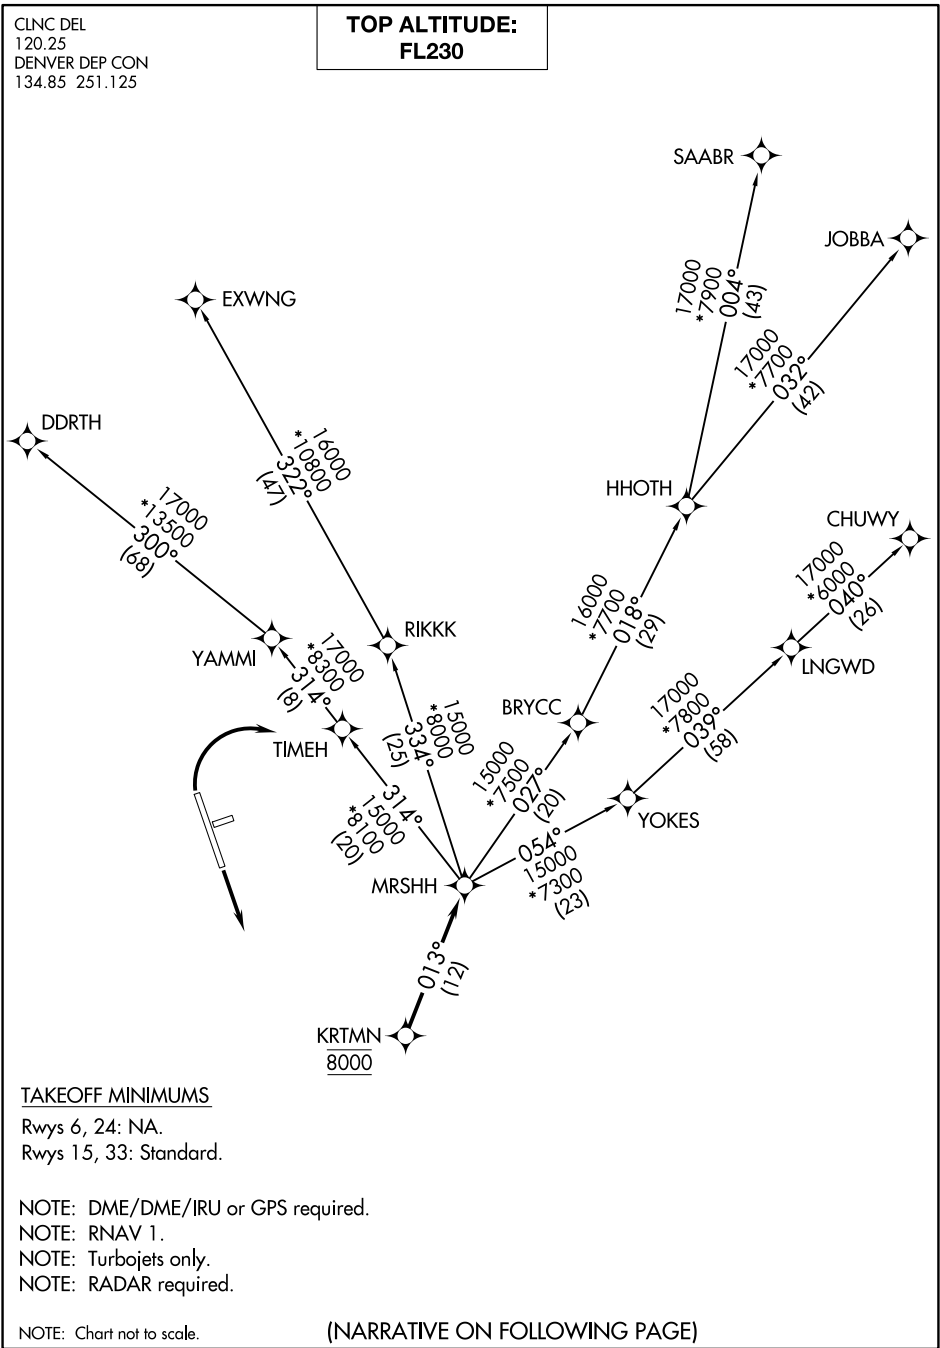 CLNC DEL
120.25
DENVER DEP CON
134.85 251.125
TOP ALTITUDE:
FL230
SAABR
JOBBA
17000
*7900
004°
(43)
EXWNG
17000
*7700
032°
(42)
DDRTH
16000
*10800
322°
(47)
HHOTH
17000
*13500
300°
(68)
CHUWY
17000
*6000
040°
(26)
16000
*7700
018°
(29)
RIKKK
YAMMI
17000
*8300
314°
(8)
LNGWD
17000
*7800
039°
(58)
BRYCC
15000
*8000
334°
(25)
TIMEH
15000
*7500
027°
(20)
YOKES
314°
15000
*8100
(20)
054°
15000
*7300
(23)
MRSHH
013°
(12)
KRTMN
8000
TAKEOFF MINIMUMS
Rwys 6, 24: NA.
Rwys 15, 33: Standard.
NOTE: DME/DME/IRU or GPS required.
NOTE: RNAV 1.
NOTE: Turbojets only.
NOTE: RADAR required.
NOTE: Chart not to scale.
(NARRATIVE ON FOLLOWING PAGE)